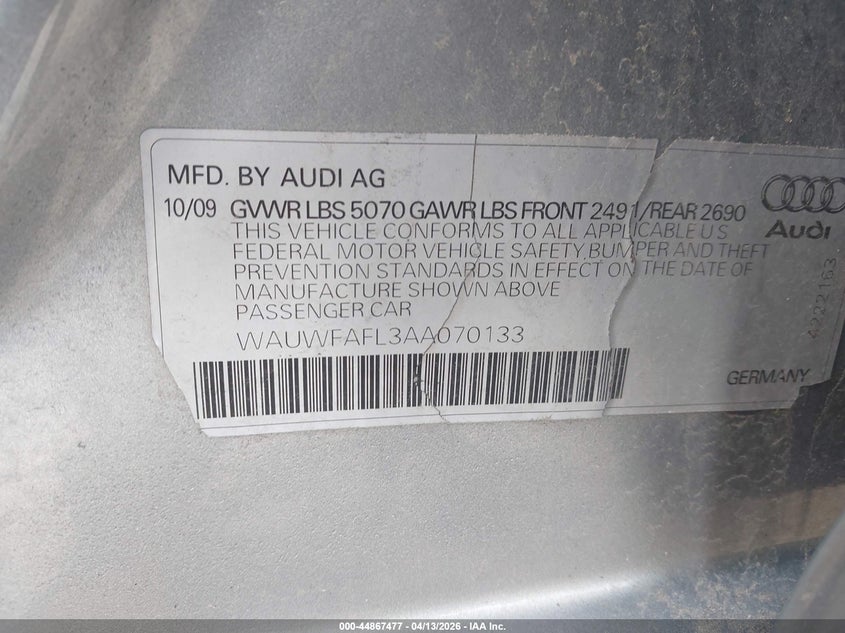 MFD. BY AUDI AG
10/09 GVWR LBS 5070 GAWR LBS FRONT 2491/REAR 2690
THIS VEHICLE CONFORMS TO ALL APPLICABLE U S
FEDERAL MOTOR VEHICLE SAFETY,BUMPER AND THEFT
PREVENTION STANDARDS IN EFFECT ON THE DATE OF
MANUFACTURE SHOWN ABOVE
PASSENGER CAR
WAUWFAFL3AA070133
Audi
4222163
GERMANY
000-44867477 - 04/13/2026 - IAA Inc.